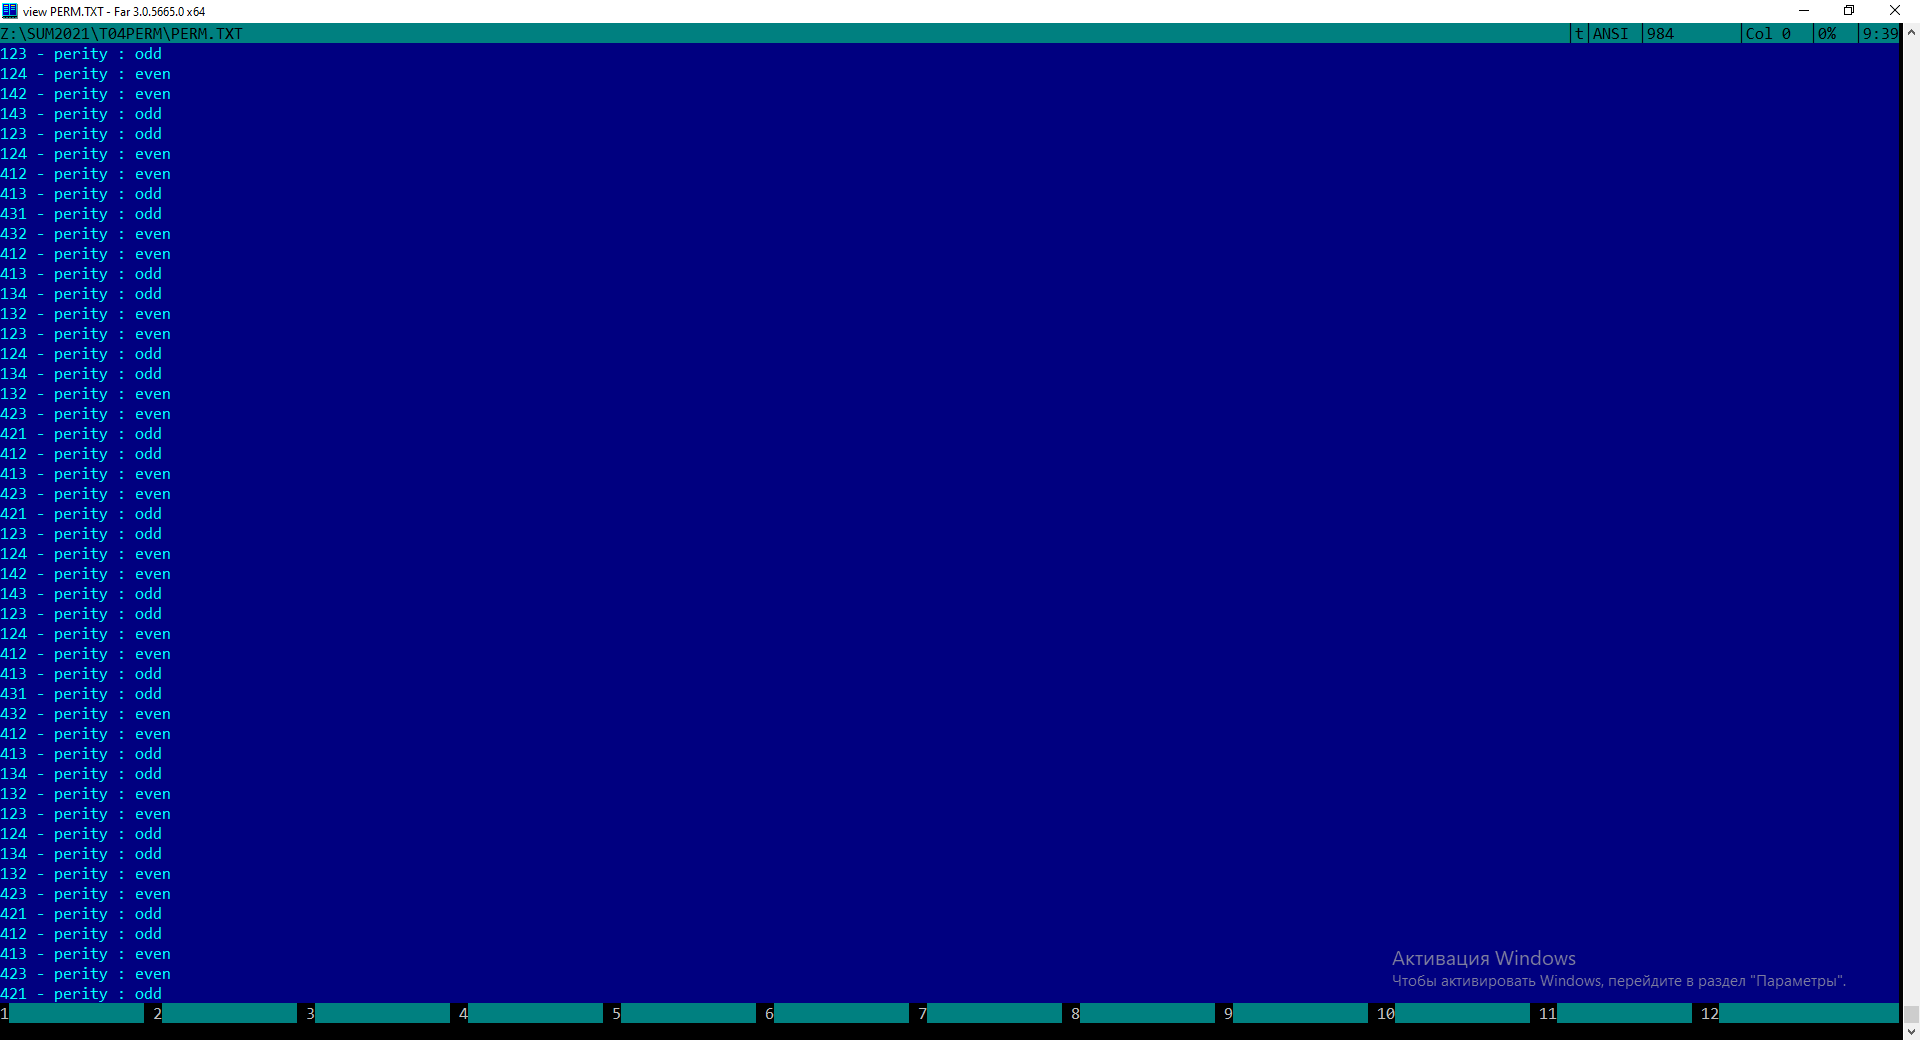 view PERM.TXT - Far 3.0.5665.0 x64
Z:\SUM2021\T04PERM\PERM.TXT t ANSI 984 Col 0 0% 9:39
123 - perity : odd
124 - perity : even
142 - perity : even
143 - perity : odd
123 - perity : odd
124 - perity : even
412 - perity : even
413 - perity : odd
431 - perity : odd
432 - perity : even
412 - perity : even
413 - perity : odd
134 - perity : odd
132 - perity : even
123 - perity : even
124 - perity : odd
134 - perity : odd
132 - perity : even
423 - perity : even
421 - perity : odd
412 - perity : odd
413 - perity : even
423 - perity : even
421 - perity : odd
123 - perity : odd
124 - perity : even
142 - perity : even
143 - perity : odd
123 - perity : odd
124 - perity : even
412 - perity : even
413 - perity : odd
431 - perity : odd
432 - perity : even
412 - perity : even
413 - perity : odd
134 - perity : odd
132 - perity : even
123 - perity : even
124 - perity : odd
134 - perity : odd
132 - perity : even
423 - perity : even
421 - perity : odd
412 - perity : odd
413 - perity : even
423 - perity : even
421 - perity : odd
Активация Windows
Чтобы активировать Windows, перейдите в раздел "Параметры".
1 2 3 4 5 6 7 8 9 10 11 12